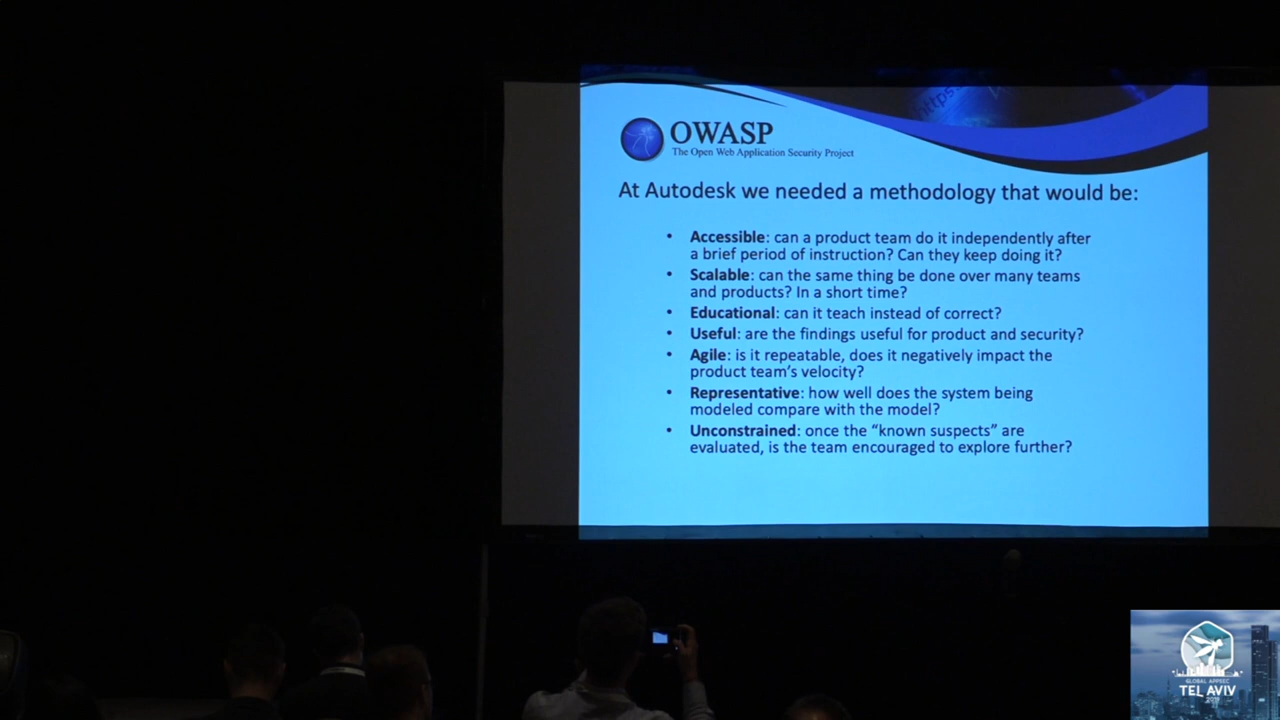 https
OWASP
The Open Web Application Security Project
At Autodesk we needed a methodology that would be:
• Accessible: can a product team do it independently after
a brief period of instruction? Can they keep doing it?
• Scalable: can the same thing be done over many teams
and products? In a short time?
• Educational: can it teach instead of correct?
• Useful: are the findings useful for product and security?
• Agile: is it repeatable, does it negatively impact the
product team’s velocity?
• Representative: how well does the system being
modeled compare with the model?
• Unconstrained: once the “known suspects” are
evaluated, is the team encouraged to explore further?
GLOBAL APPSEC
TEL AVIV